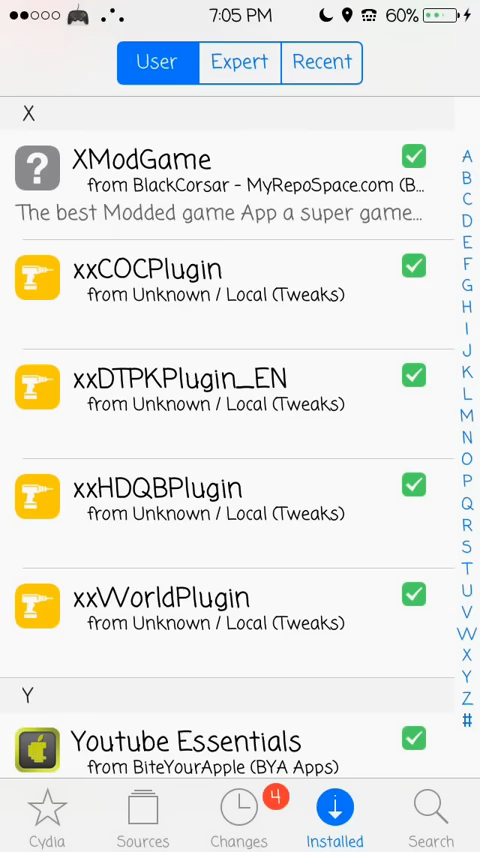 7:05 PM 60%
User Expert Recent
X
XModGame
from BlackCorsar - MyRepoSpace.com (B...
The best Modded game App a super game...
xxCOCPlugin
from Unknown / Local (Tweaks)
xxDTPKPlugin_EN
from Unknown / Local (Tweaks)
xxHDQBPlugin
from Unknown / Local (Tweaks)
xxWorldPlugin
from Unknown / Local (Tweaks)
Y
Youtube Essentials
from BiteYourApple (BYA Apps)
A
B
C
D
E
F
G
H
I
J
K
L
M
N
O
P
Q
R
S
T
U
V
W
X
Y
Z
#
4
Cydia Sources Changes Installed Search